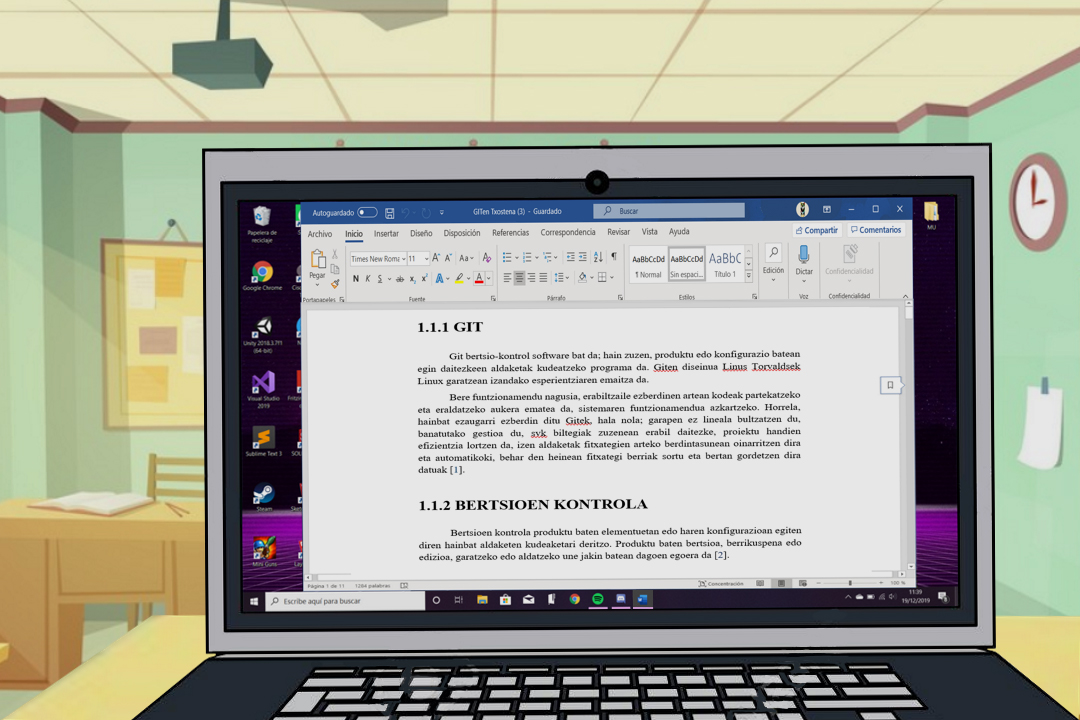 Autoguardado
GITen Txostena (3) - Guardado
Buscar
Archivo Inicio Insertar Diseño Disposición Referencias Correspondencia Revisar Vista Ayuda
Compartir Comentarios
Pegar
Times New Roma 11
N K S ab x₂ x²
AaBbCcDd AaBbCcDd AaBbC
1 Normal Sin espaci... Título 1
Edición Dictar Confidencialidad
Portapapeles Fuente Párrafo Estilos Voz Confidencialidad
Papelera de
reciclaje
Google Chrome
Unity 2018.3.7f1
(64-bit)
Visual Studio
2019
Sublime Text 3
Steam
Mini Guns
MU
1.1.1 GIT
Git bertsio-kontrol software bat da; hain zuzen, produktu edo konfigurazio batean
egin daitezkeen aldaketak kudeatzeko programa da. Giten diseinua Linus Torvaldsek
Linux garatzean izandako esperientziaren emaitza da.
Bere funtzionamendu nagusia, erabiltzaile ezberdinen artean kodeak partekatzeko
eta eraldatzeko aukera ematea da, sistemaren funtzionamendua azkartzeko. Horrela,
hainbat ezaugarri ezberdin ditu Gitek, hala nola; garapen ez lineala bultzatzen du,
banatutako gestioa du, svk biltegiak zuzenean erabil daitezke, proiektu handien
efizientzia lortzen da, izen aldaketak fitxategien arteko berdintasunean oinarritzen dira
eta automatikoki, behar den heinean fitxategi berriak sortu eta bertan gordetzen dira
datuak [1].
1.1.2 BERTSIOEN KONTROLA
Bertsioen kontrola produktu baten elementuetan edo haren konfigurazioan egiten
diren hainbat aldaketen kudeaketari deritzo. Produktu baten bertsioa, berrikuspena edo
edizioa, garatzeko edo aldatzeko une jakin batean dagoen egoera da [2].
Página 1 de 11 1284 palabras
Concentración
100 %
Escribe aquí para buscar
11:39
19/12/2019